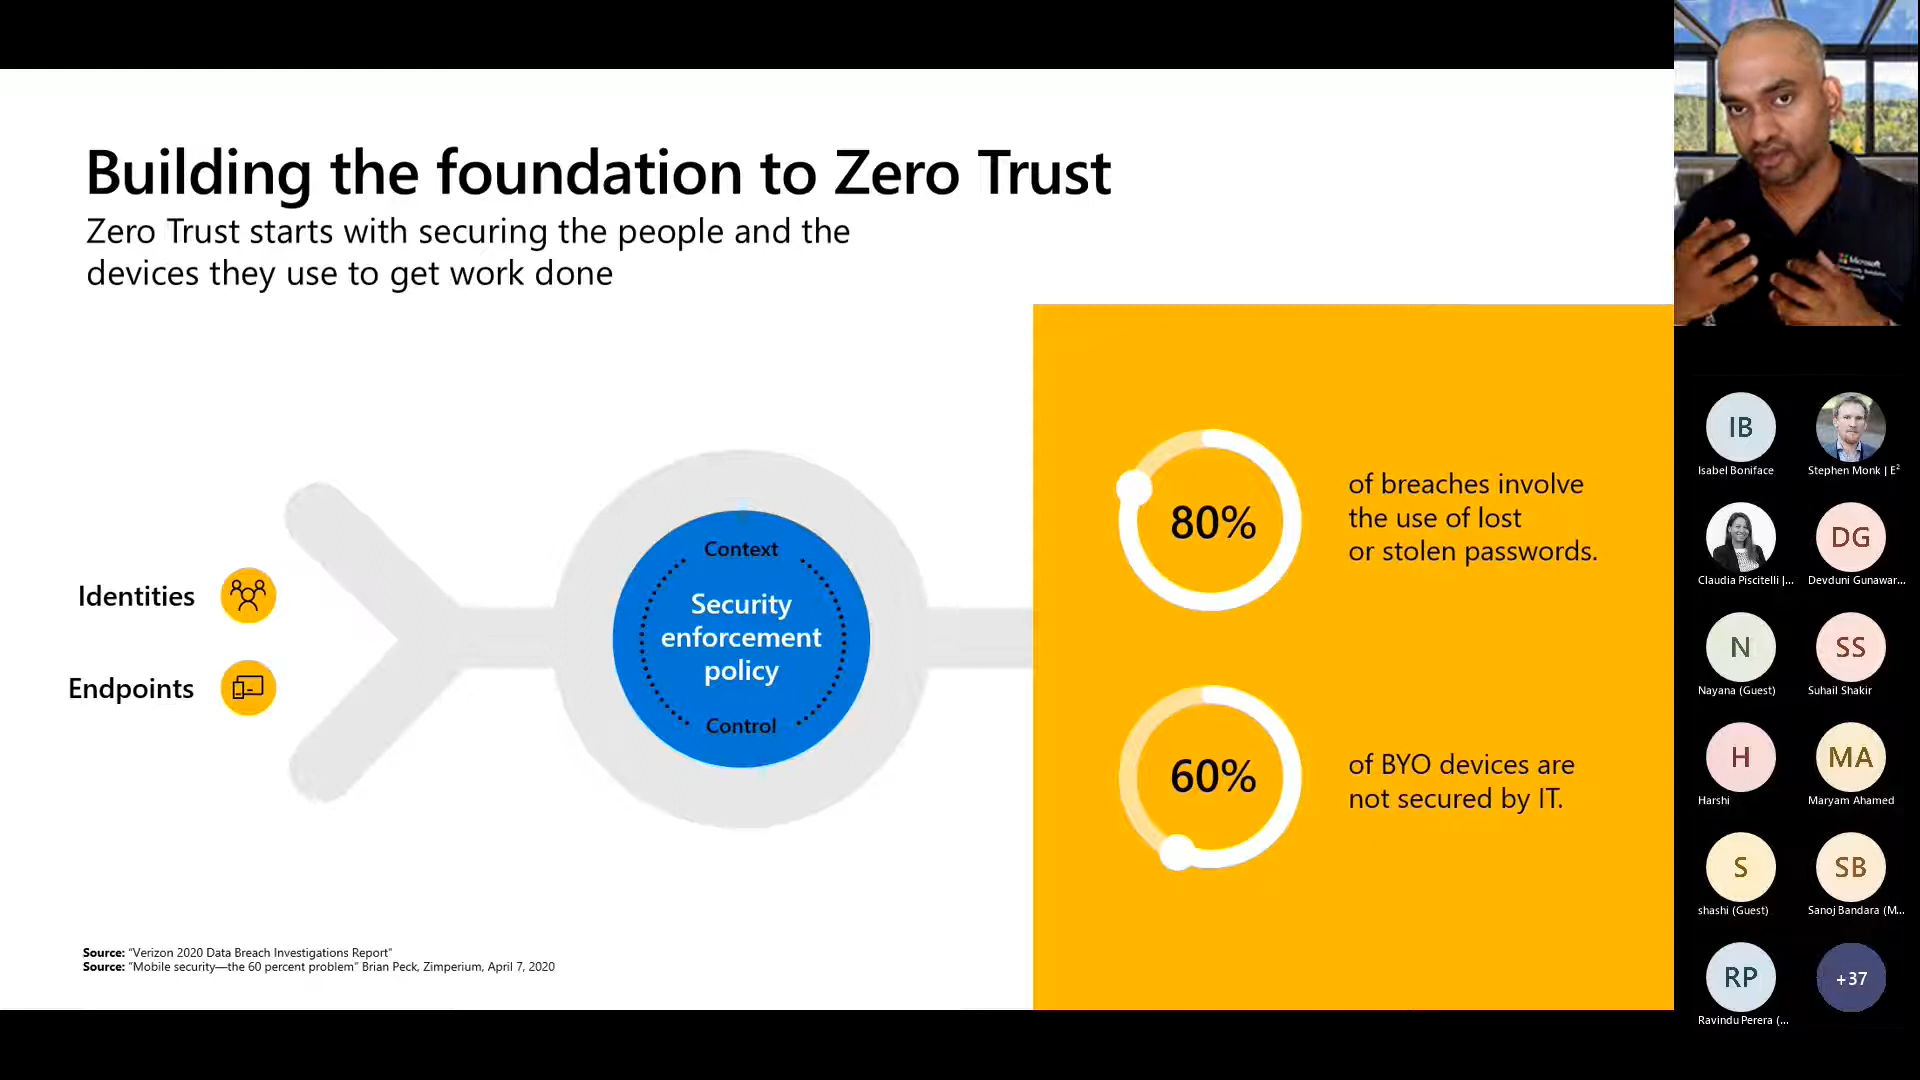 Building the foundation to Zero Trust
Zero Trust starts with securing the people and the
devices they use to get work done
Identities
Endpoints
Context
Security
enforcement
policy
Control
80%
of breaches involve
the use of lost
or stolen passwords.
60%
of BYO devices are
not secured by IT.
Source: "Verizon 2020 Data Breach Investigations Report"
Source: "Mobile security—the 60 percent problem" Brian Peck, Zimperium, April 7, 2020
Microsoft
IB
Isabel Boniface
Stephen Monk | E²
Claudia Piscitelli |...
DG
Devduni Gunawar...
N
Nayana (Guest)
SS
Suhail Shakir
H
Harshi
MA
Maryam Ahamed
S
shashi (Guest)
SB
Sanoj Bandara (M...
RP
Ravindu Perera (...
+37